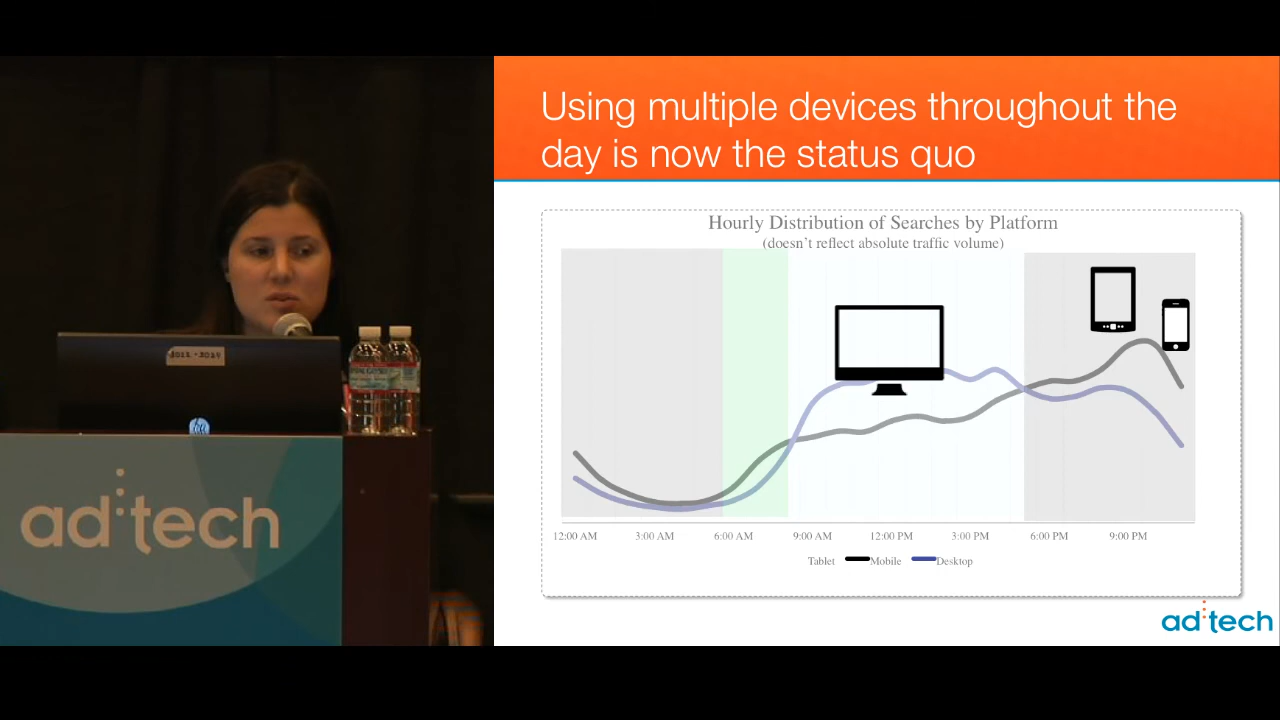 Using multiple devices throughout the
day is now the status quo
Hourly Distribution of Searches by Platform
(doesn't reflect absolute traffic volume)
12:00 AM 3:00 AM 6:00 AM 9:00 AM 12:00 PM 3:00 PM 6:00 PM 9:00 PM
Tablet Mobile Desktop
ad:tech
ad:tech
hp